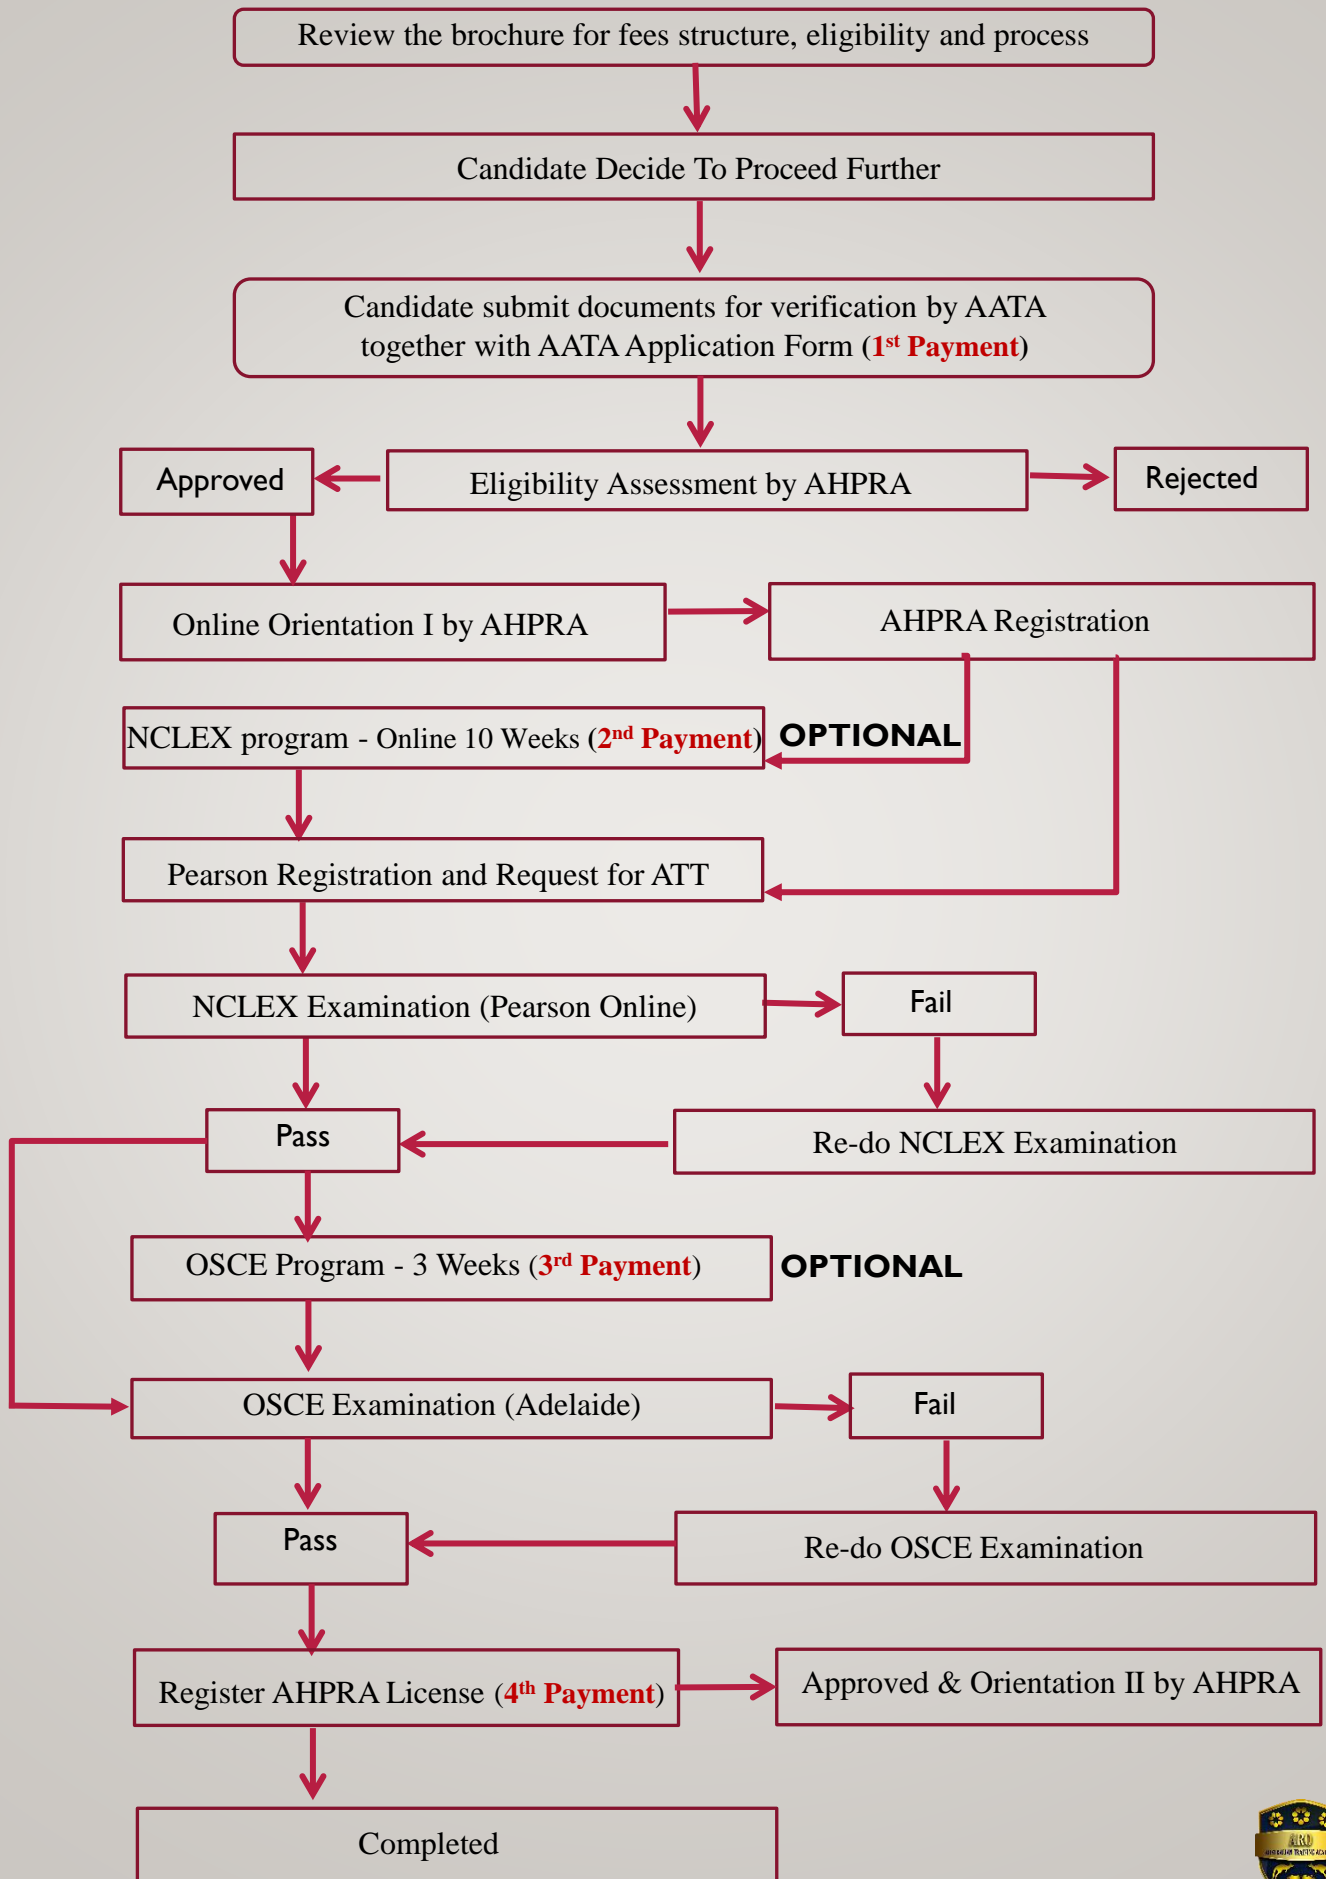 Review the brochure for fees structure, eligibility and process
Candidate Decide To Proceed Further
Candidate submit documents for verification by AATA
together with AATA Application Form (1st Payment)
Approved
Eligibility Assessment by AHPRA
Rejected
Online Orientation I by AHPRA
AHPRA Registration
NCLEX program - Online 10 Weeks (2nd Payment)
OPTIONAL
Pearson Registration and Request for ATT
NCLEX Examination (Pearson Online)
Fail
Pass
Re-do NCLEX Examination
OSCE Program - 3 Weeks (3rd Payment)
OPTIONAL
OSCE Examination (Adelaide)
Fail
Pass
Re-do OSCE Examination
Register AHPRA License (4th Payment)
Approved & Orientation II by AHPRA
Completed